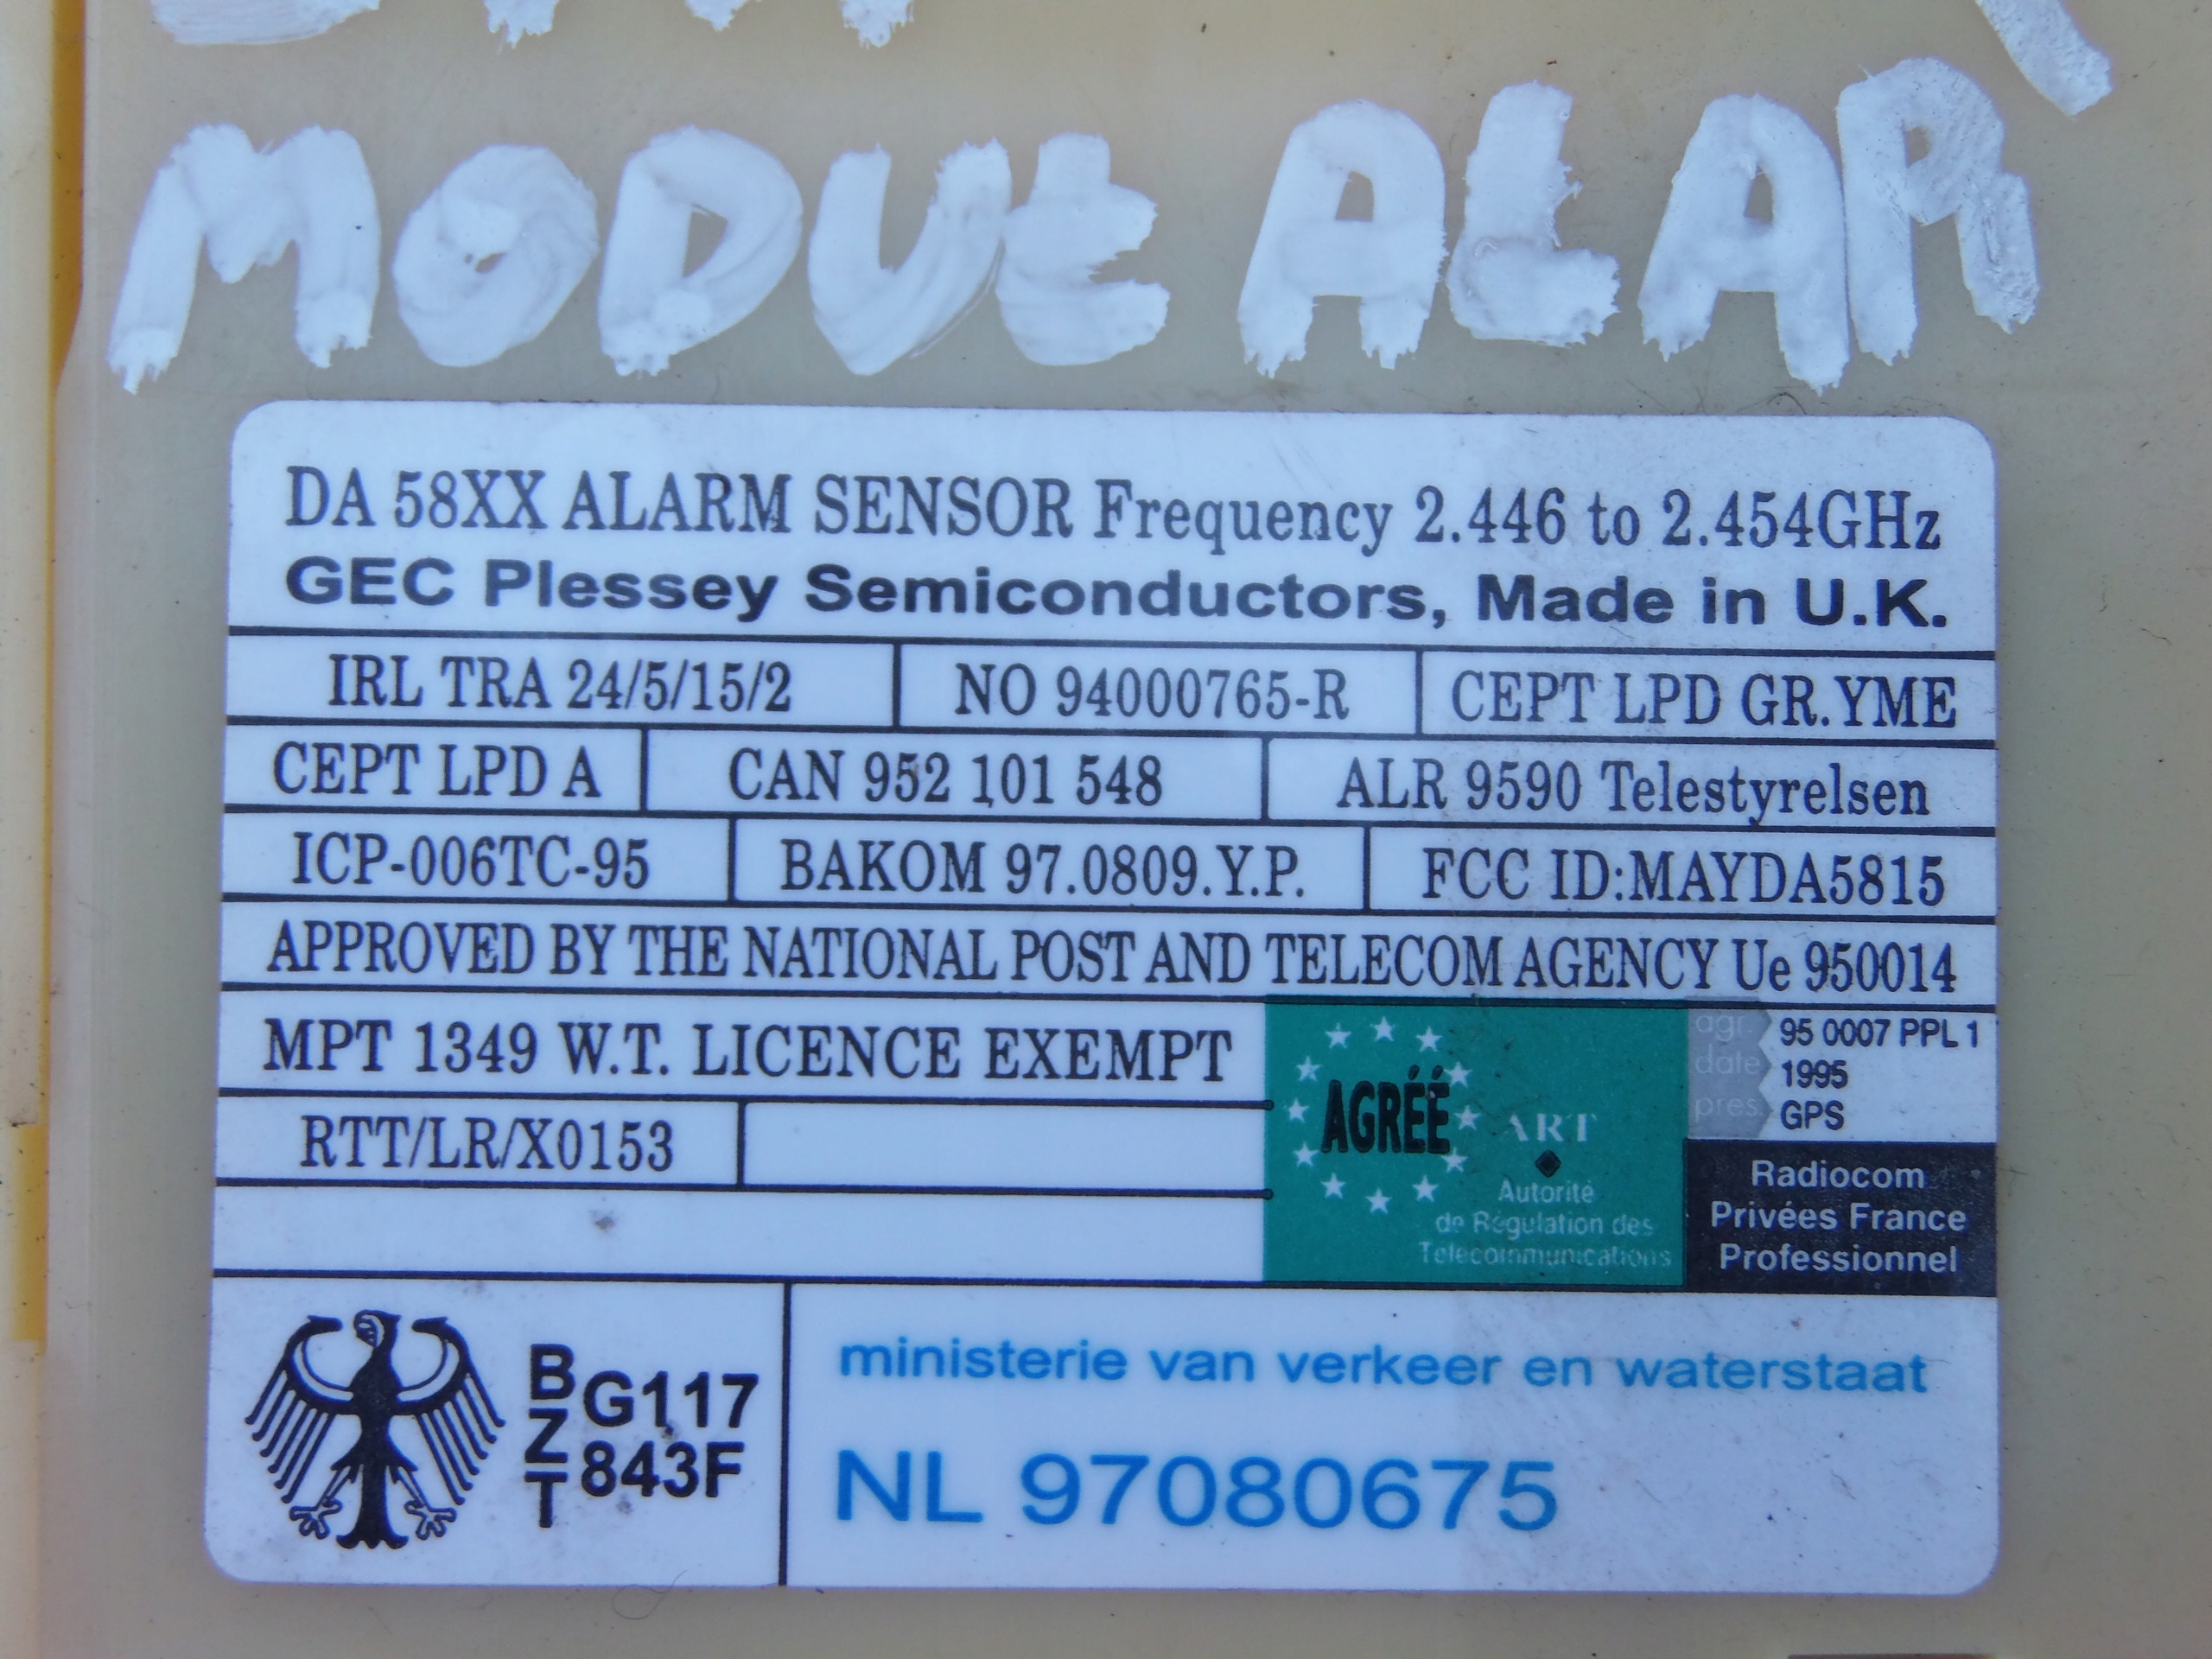 MODUŁ ALAR
DA 58XX ALARM SENSOR Frequency 2.446 to 2.454GHz
GEC Plessey Semiconductors, Made in U.K.
IRL TRA 24/5/15/2 NO 94000765-R CEPT LPD GR.YME
CEPT LPD A CAN 952 101 548 ALR 9590 Telestyrelsen
ICP-006TC-95 BAKOM 97.0809.Y.P. FCC ID:MAYDA5815
APPROVED BY THE NATIONAL POST AND TELECOM AGENCY Ue 950014
MPT 1349 W.T. LICENCE EXEMPT
RTT/LR/X0153
AGRÉÉ
ART
Autorité
de Régulation des
Télécommunications
agr. 95 0007 PPL 1
date 1995
pres. GPS
Radiocom
Privées France
Professionnel
BZT G117
843F
ministerie van verkeer en waterstaat
NL 97080675